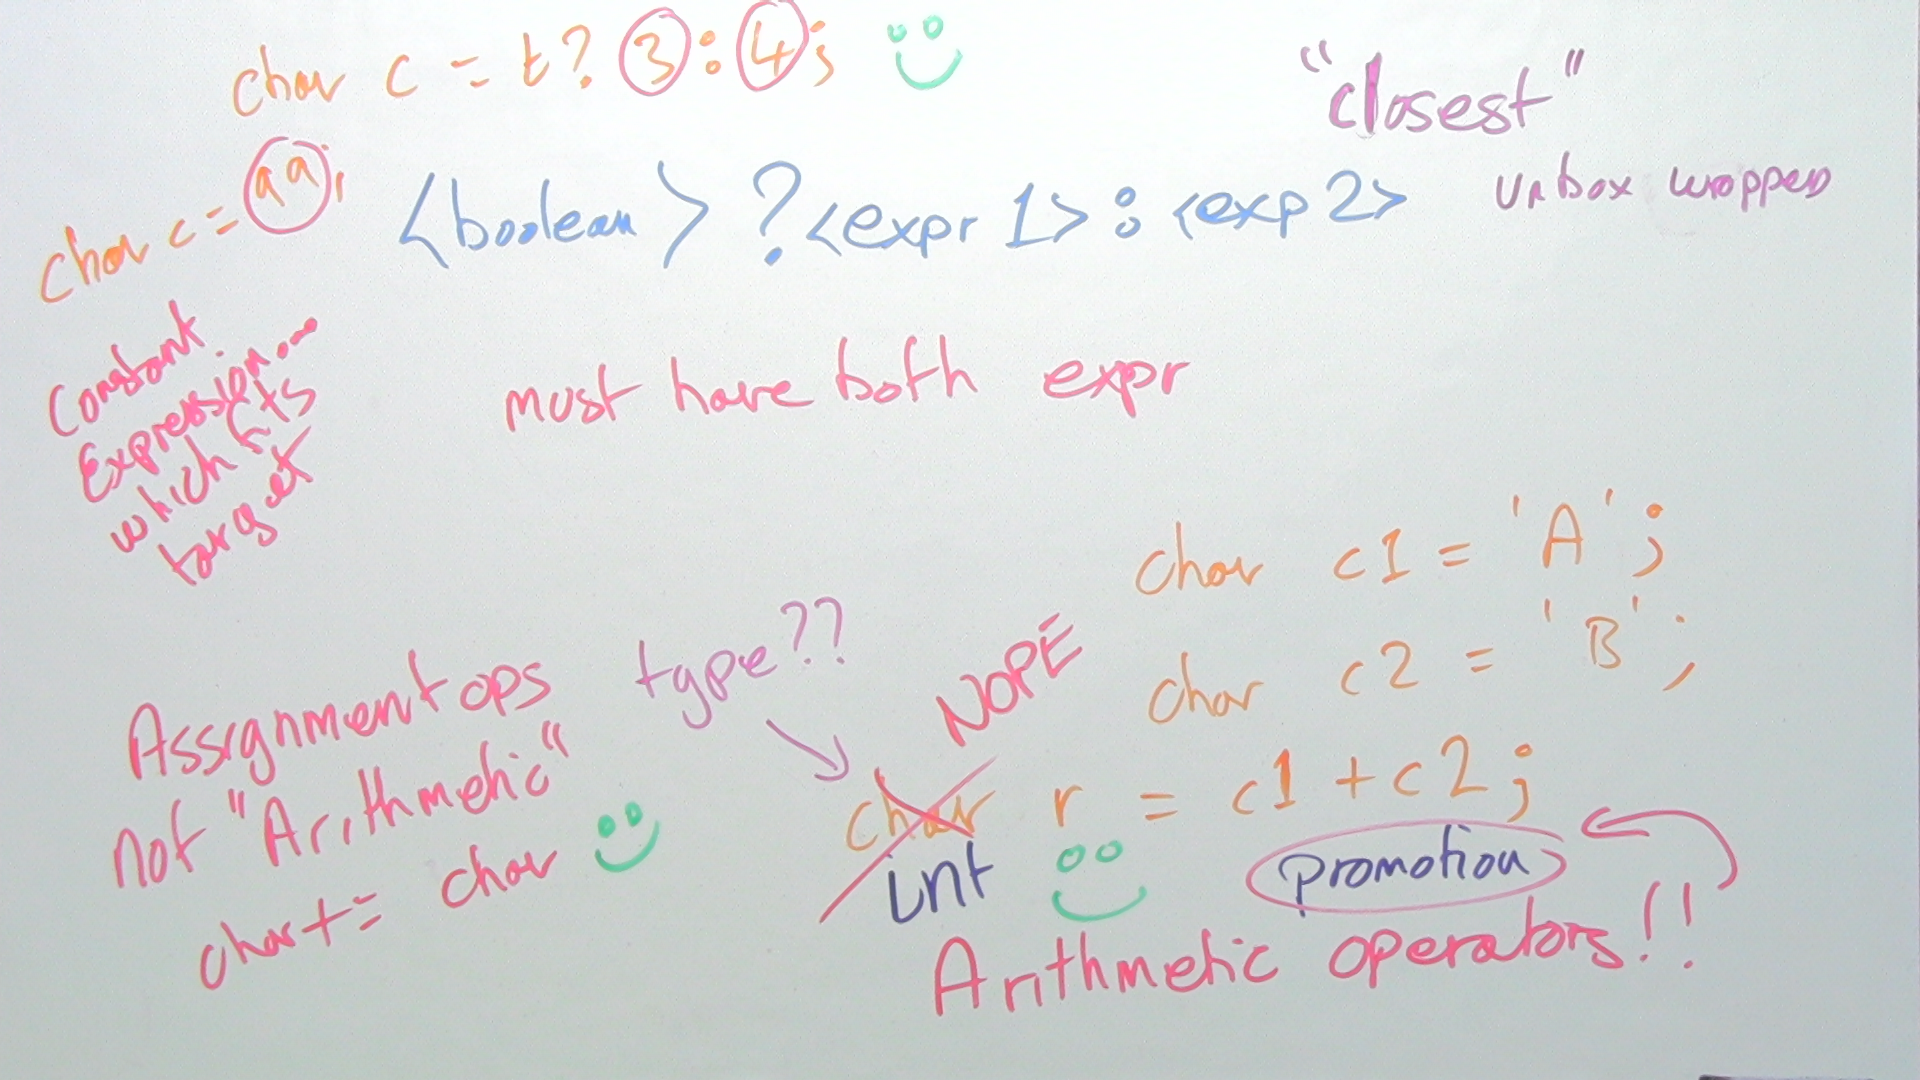 char c = t? 3 : 4;
"closest"
unbox wrapped
char c = 99;
<boolean> ? <expr 1> : <exp 2>
Constant
Expression...
which fits
target
must have both expr
char c1 = 'A';
char c2 = 'B';
type??
NOPE
char r = c1 + c2;
int
promotion
Arithmetic operators!!
Assignment ops
not "Arithmetic"
char += char